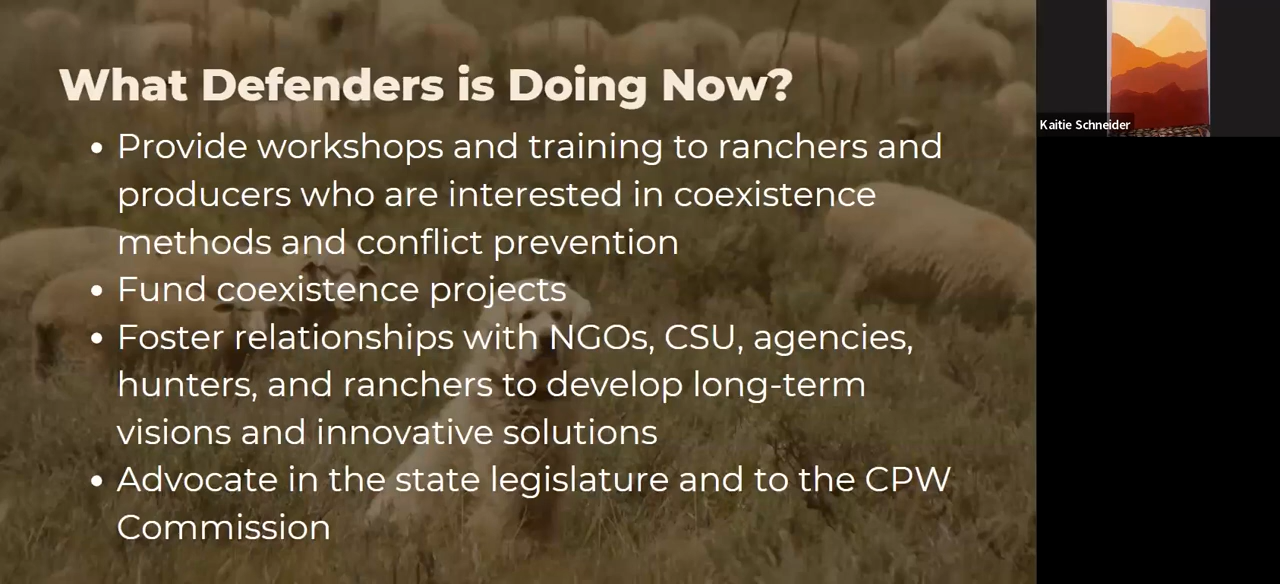 What Defenders is Doing Now?
• Provide workshops and training to ranchers and
producers who are interested in coexistence
methods and conflict prevention
• Fund coexistence projects
• Foster relationships with NGOs, CSU, agencies,
hunters, and ranchers to develop long-term
visions and innovative solutions
• Advocate in the state legislature and to the CPW
Commission
Kaitie Schneider